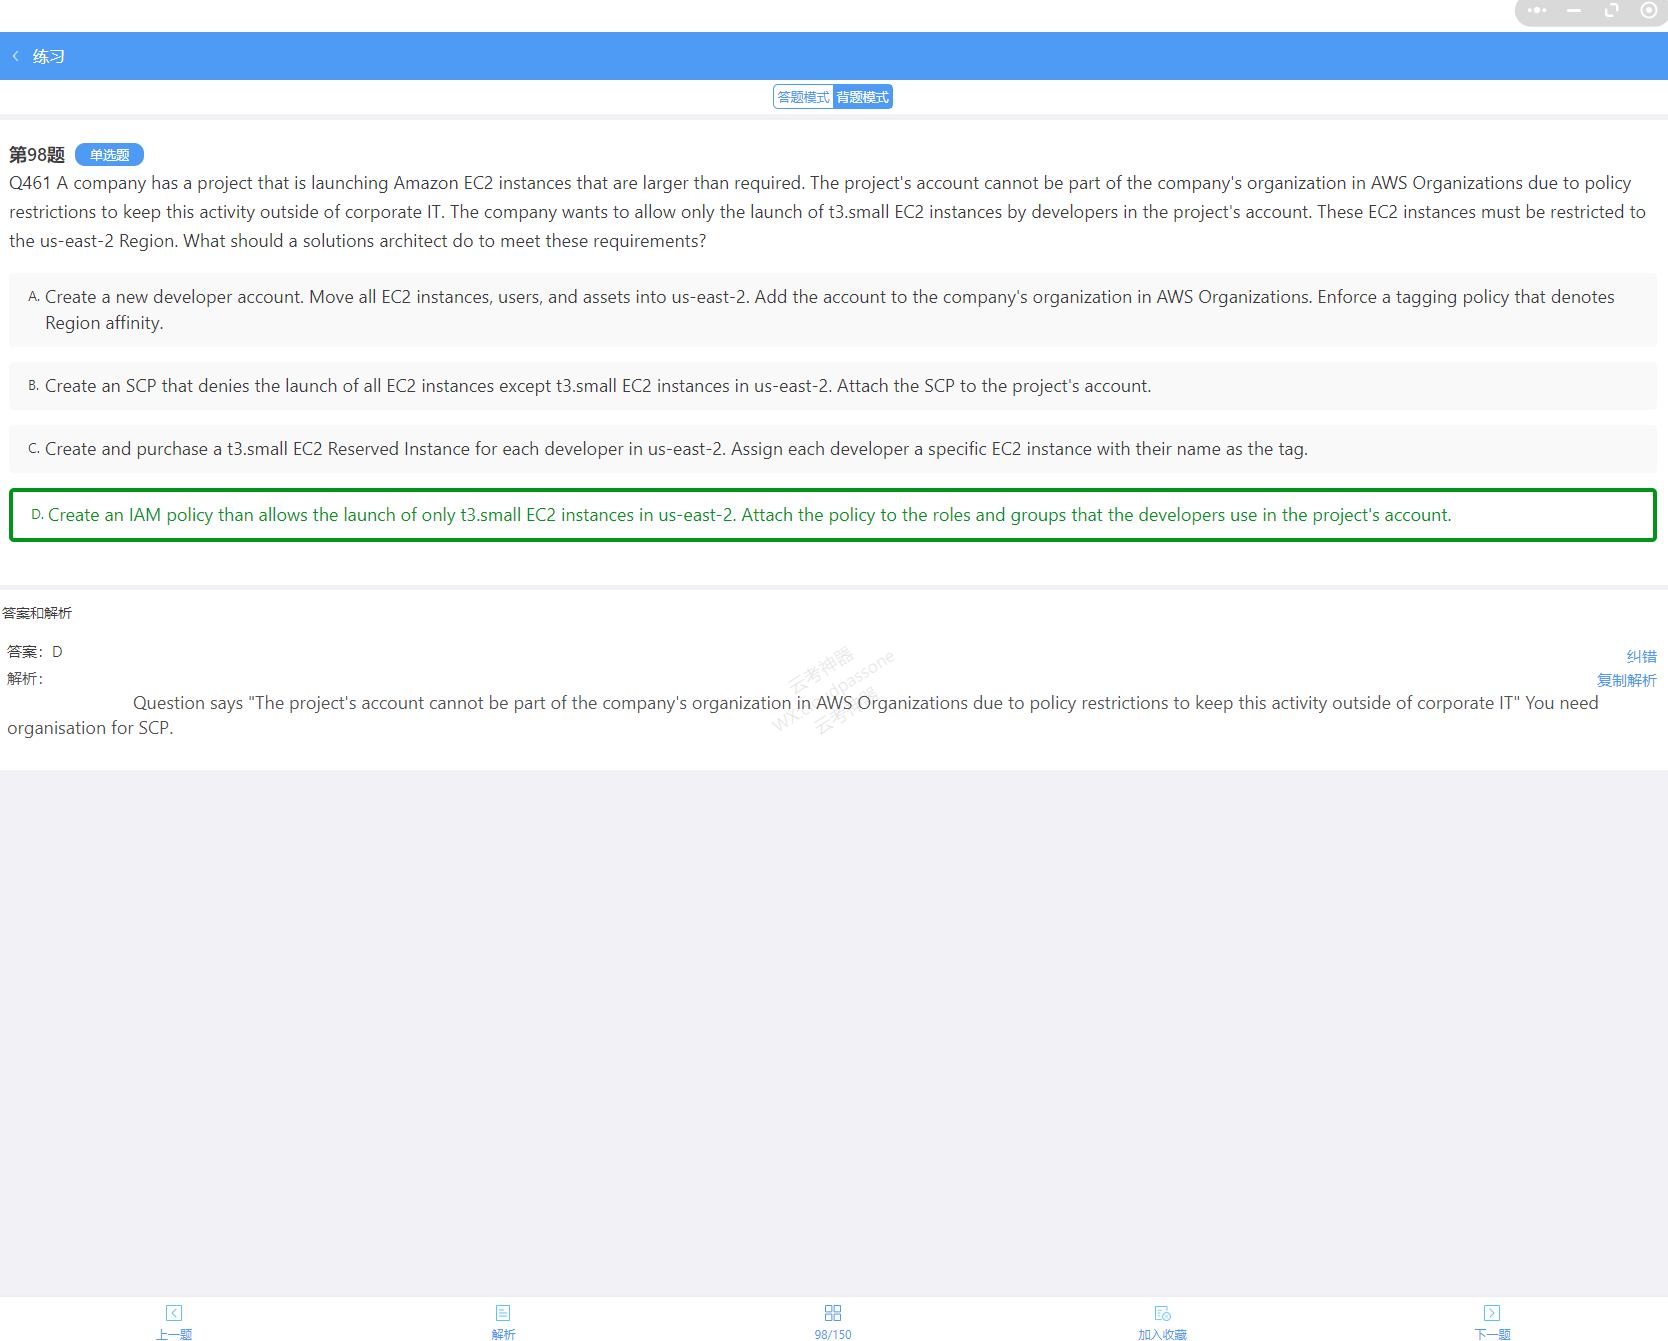 练习
答题模式 背题模式
第98题 单选题
Q461 A company has a project that is launching Amazon EC2 instances that are larger than required. The project's account cannot be part of the company's organization in AWS Organizations due to policy
restrictions to keep this activity outside of corporate IT. The company wants to allow only the launch of t3.small EC2 instances by developers in the project's account. These EC2 instances must be restricted to
the us-east-2 Region. What should a solutions architect do to meet these requirements?
A. Create a new developer account. Move all EC2 instances, users, and assets into us-east-2. Add the account to the company's organization in AWS Organizations. Enforce a tagging policy that denotes
Region affinity.
B. Create an SCP that denies the launch of all EC2 instances except t3.small EC2 instances in us-east-2. Attach the SCP to the project's account.
C. Create and purchase a t3.small EC2 Reserved Instance for each developer in us-east-2. Assign each developer a specific EC2 instance with their name as the tag.
D. Create an IAM policy than allows the launch of only t3.small EC2 instances in us-east-2. Attach the policy to the roles and groups that the developers use in the project's account.
答案和解析
答案：D
纠错
解析：
复制解析
Question says "The project's account cannot be part of the company's organization in AWS Organizations due to policy restrictions to keep this activity outside of corporate IT" You need
organisation for SCP.
云考神器
云考神器
上一题
解析
98/150
加入收藏
下一题